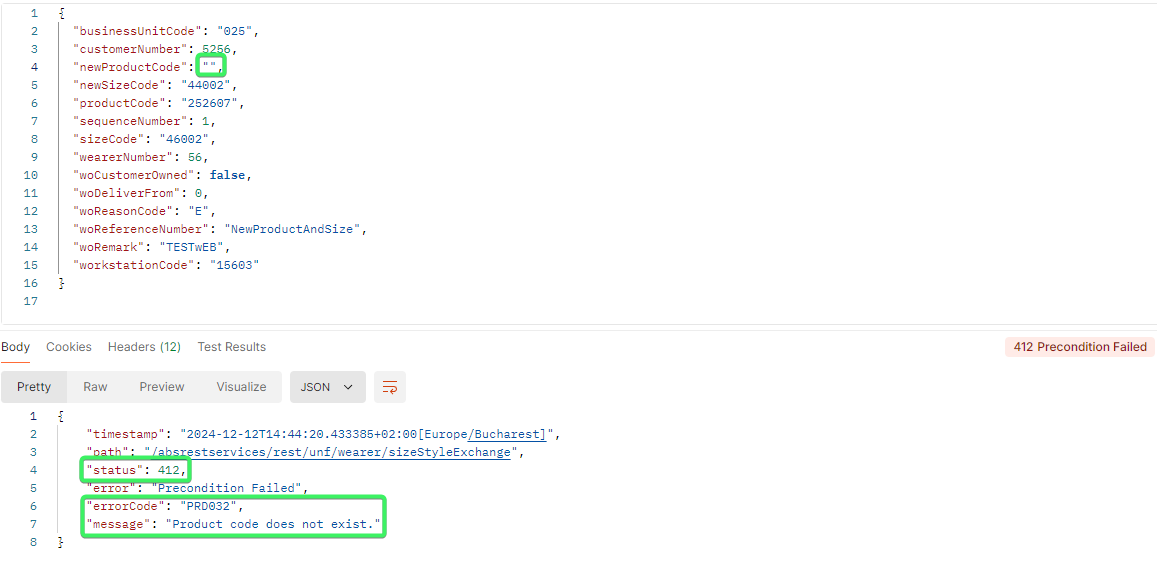 1 {
2 "businessUnitCode": "025",
3 "customerNumber": 5256,
4 "newProductCode": "",
5 "newSizeCode": "44002",
6 "productCode": "252607",
7 "sequenceNumber": 1,
8 "sizeCode": "46002",
9 "wearerNumber": 56,
10 "woCustomerOwned": false,
11 "woDeliverFrom": 0,
12 "woReasonCode": "E",
13 "woReferenceNumber": "NewProductAndSize",
14 "woRemark": "TESTwEB",
15 "workstationCode": "15603"
16 }
17
Body Cookies Headers (12) Test Results 412 Precondition Failed
Pretty Raw Preview Visualize JSON
1 {
2 "timestamp": "2024-12-12T14:44:20.433385+02:00[Europe/Bucharest]",
3 "path": "/absrestservices/rest/unf/wearer/sizeStyleExchange",
4 "status": 412,
5 "error": "Precondition Failed",
6 "errorCode": "PRD032",
7 "message": "Product code does not exist."
8 }